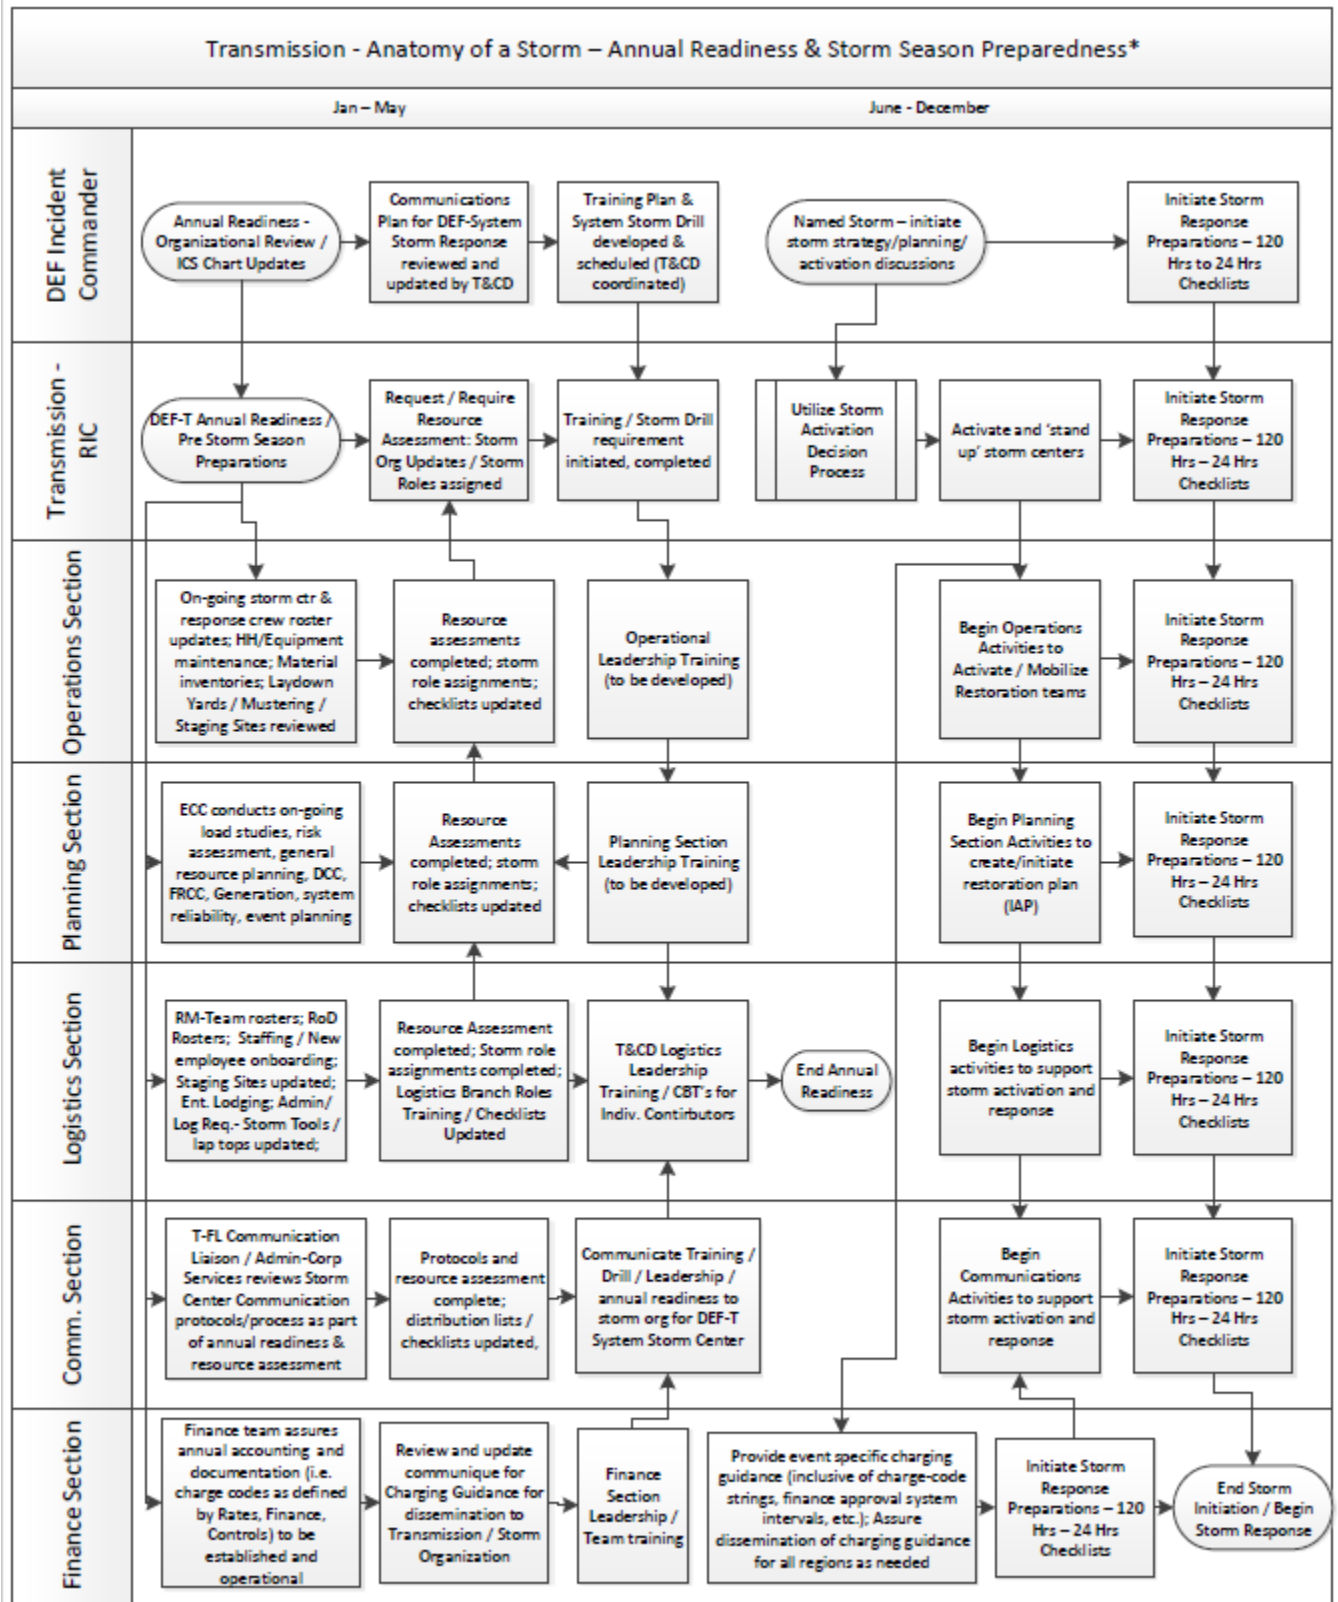 Transmission - Anatomy of a Storm – Annual Readiness & Storm Season Preparedness*
Jan – May
June - December
DEF Incident
Commander
Annual Readiness -
Organizational Review /
ICS Chart Updates
Communications
Plan for DEF-System
Storm Response
reviewed and
updated by T&CD
Training Plan &
System Storm Drill
developed &
scheduled (T&CD
coordinated)
Named Storm – initiate
storm strategy/planning/
activation discussions
Initiate Storm
Response
Preparations – 120
Hrs to 24 Hrs
Checklists
Transmission -
RIC
DEF-T Annual Readiness /
Pre Storm Season
Preparations
Request / Require
Resource
Assessment: Storm
Org Updates / Storm
Roles assigned
Training / Storm Drill
requirement
initiated, completed
Utilize Storm
Activation
Decision
Process
Activate and ‘stand
up’ storm centers
Initiate Storm
Response
Preparations – 120
Hrs – 24 Hrs
Checklists
Operations Section
On-going storm ctr &
response crew roster
updates; HH/Equipment
maintenance; Material
inventories; Laydown
Yards / Mustering /
Staging Sites reviewed
Resource
assessments
completed; storm
role assignments;
checklists updated
Operational
Leadership Training
(to be developed)
Begin Operations
Activities to
Activate / Mobilize
Restoration teams
Initiate Storm
Response
Preparations – 120
Hrs – 24 Hrs
Checklists
Planning Section
ECC conducts on-going
load studies, risk
assessment, general
resource planning, DCC,
FRCC, Generation, system
reliability, event planning
Resource
Assessments
completed; storm
role assignments;
checklists updated
Planning Section
Leadership Training
(to be developed)
Begin Planning
Section Activities to
create/initiate
restoration plan
(IAP)
Initiate Storm
Response
Preparations – 120
Hrs – 24 Hrs
Checklists
Logistics Section
RM-Team rosters; RoD
Rosters; Staffing / New
employee onboarding;
Staging Sites updated;
Ent. Lodging; Admin/
Log Req.- Storm Tools /
lap tops updated;
Resource Assessment
completed; Storm role
assignments completed;
Logistics Branch Roles
Training / Checklists
Updated
T&CD Logistics
Leadership
Training / CBT’s for
Indiv. Contirbutors
End Annual
Readiness
Begin Logistics
activities to support
storm activation and
response
Initiate Storm
Response
Preparations – 120
Hrs – 24 Hrs
Checklists
Comm. Section
T-FL Communication
Liaison / Admin-Corp
Services reviews Storm
Center Communication
protocols/process as part
of annual readiness &
resource assessment
Protocols and
resource assessment
complete;
distribution lists /
checklists updated,
Communicate Training /
Drill / Leadership /
annual readiness to
storm org for DEF-T
System Storm Center
Begin
Communications
Activities to support
storm activation and
response
Initiate Storm
Response
Preparations – 120
Hrs – 24 Hrs
Checklists
Finance Section
Finance team assures
annual accounting and
documentation (i.e.
charge codes as defined
by Rates, Finance,
Controls) to be
established and
operational
Review and update
communique for
Charging Guidance for
dissemination to
Transmission / Storm
Organization
Finance
Section
Leadership /
Team training
Provide event specific charging
guidance (inclusive of charge-code
strings, finance approval system
intervals, etc.); Assure
dissemination of charging guidance
for all regions as needed
Initiate Storm
Response
Preparations – 120
Hrs – 24 Hrs
Checklists
End Storm
Initiation / Begin
Storm Response